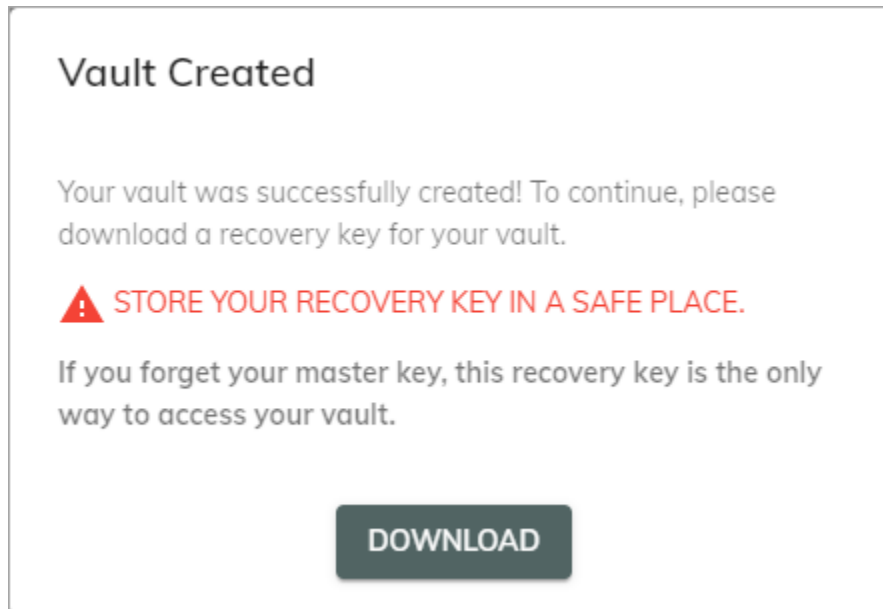 Vault Created
Your vault was successfully created! To continue, please
download a recovery key for your vault.
STORE YOUR RECOVERY KEY IN A SAFE PLACE.
If you forget your master key, this recovery key is the only
way to access your vault.
DOWNLOAD